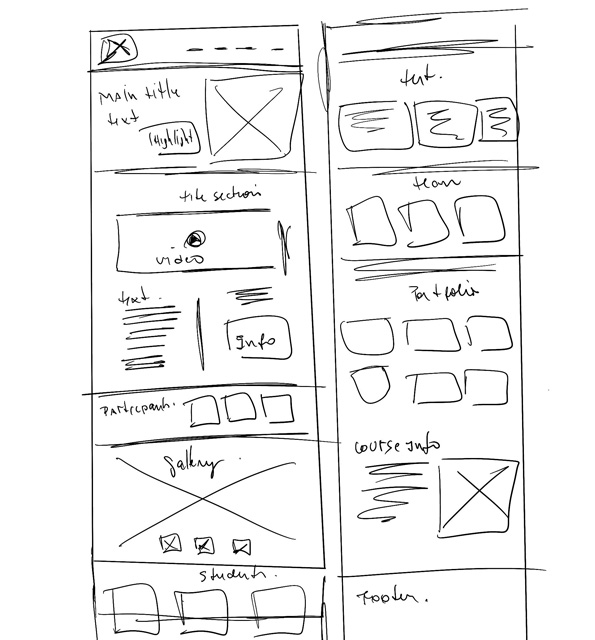 Main title
text
Highlight
title section
video
text.
Info
Participants.
gallery.
Students.
text.
team
Portfolio
course Info
Footer.